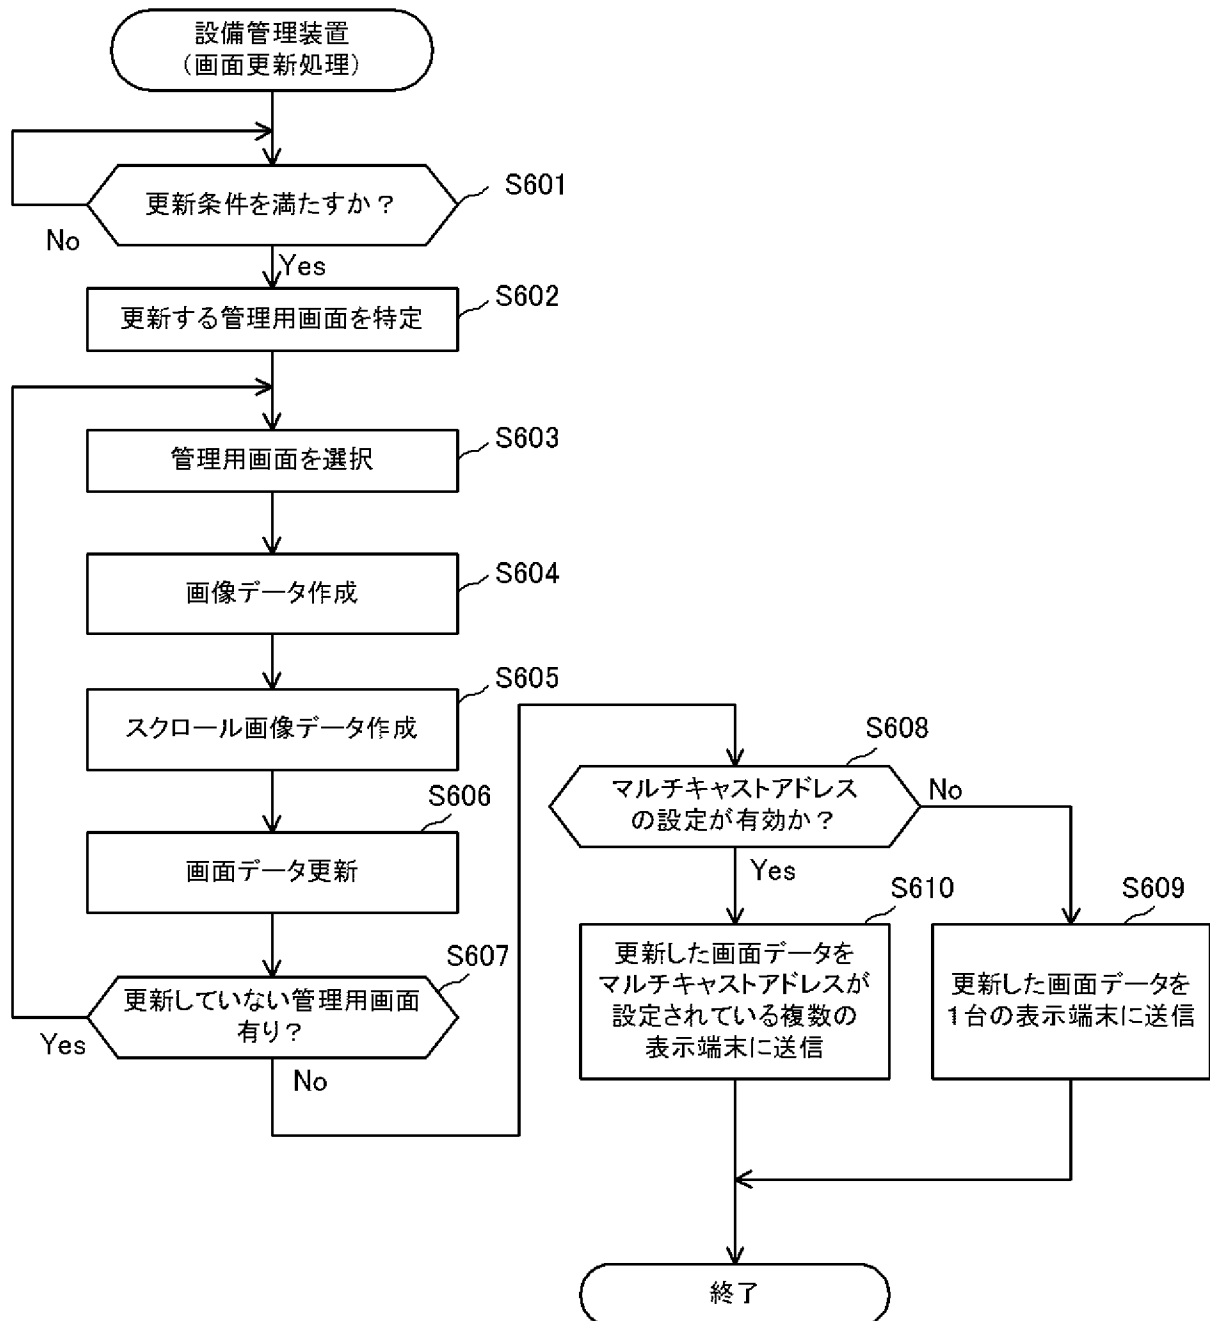 設備管理装置
（画面更新処理）
更新条件を満たすか？
S601
No
Yes
更新する管理用画面を特定
S602
管理用画面を選択
S603
画像データ作成
S604
スクロール画像データ作成
S605
画面データ更新
S606
更新していない管理用画面
有り？
S607
Yes
No
マルチキャストアドレス
の設定が有効か？
S608
No
Yes
更新した画面データを
マルチキャストアドレスが
設定されている複数の
表示端末に送信
S610
更新した画面データを
1台の表示端末に送信
S609
終了